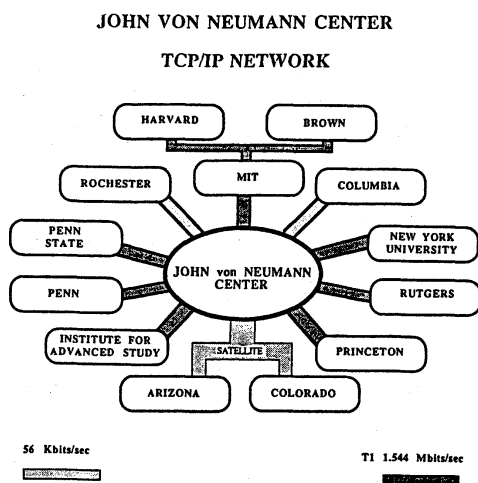 JOHN VON NEUMANN CENTER
TCP/IP NETWORK
HARVARD
BROWN
ROCHESTER
MIT
COLUMBIA
PENN
STATE
NEW YORK
UNIVERSITY
JOHN von NEUMANN
CENTER
PENN
RUTGERS
INSTITUTE FOR
ADVANCED STUDY
SATELLITE
PRINCETON
ARIZONA
COLORADO
56 Kbits/sec
T1 1.544 Mbits/sec